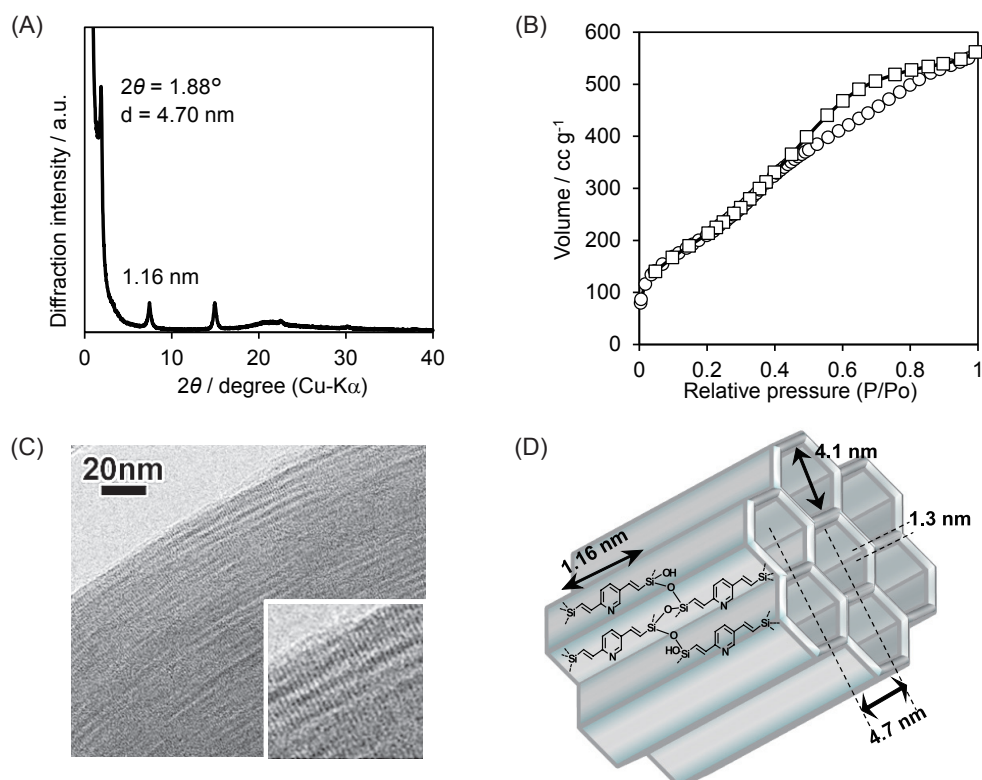 (A)
Diffraction intensity / a.u.
2θ = 1.88°
d = 4.70 nm
1.16 nm
0
10
20
30
40
2θ / degree (Cu-Kα)
(B)
Volume / cc g⁻¹
600
500
400
300
200
100
0
0
0.2
0.4
0.6
0.8
1
Relative pressure (P/Po)
(C)
20nm
(D)
4.1 nm
1.3 nm
1.16 nm
OH
Si
Si
O
N
O
Si
N
Si
Si
O
Si
N
HO
Si
N
4.7 nm